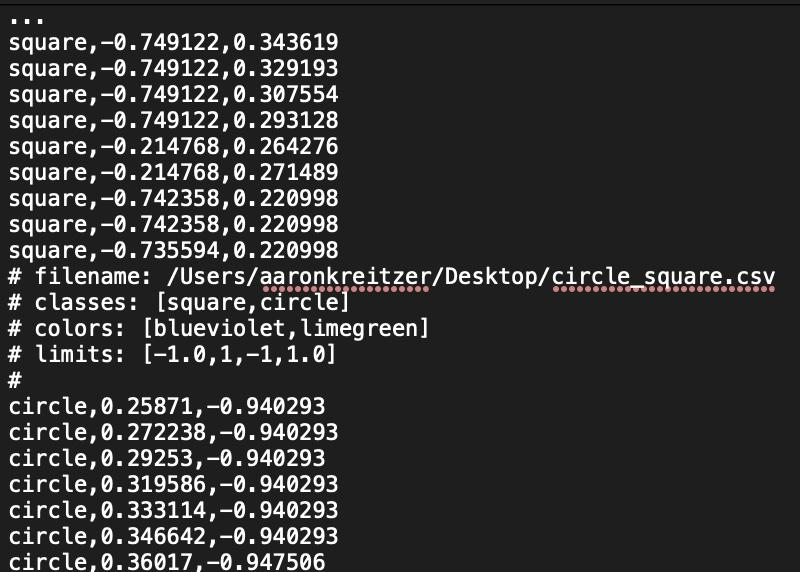 ...
square,-0.749122,0.343619
square,-0.749122,0.329193
square,-0.749122,0.307554
square,-0.749122,0.293128
square,-0.214768,0.264276
square,-0.214768,0.271489
square,-0.742358,0.220998
square,-0.742358,0.220998
square,-0.735594,0.220998
# filename: /Users/aaronkreitzer/Desktop/circle_square.csv
# classes: [square,circle]
# colors: [blueviolet,limegreen]
# limits: [-1.0,1,-1,1.0]
#
circle,0.25871,-0.940293
circle,0.272238,-0.940293
circle,0.29253,-0.940293
circle,0.319586,-0.940293
circle,0.333114,-0.940293
circle,0.346642,-0.940293
circle,0.36017,-0.947506